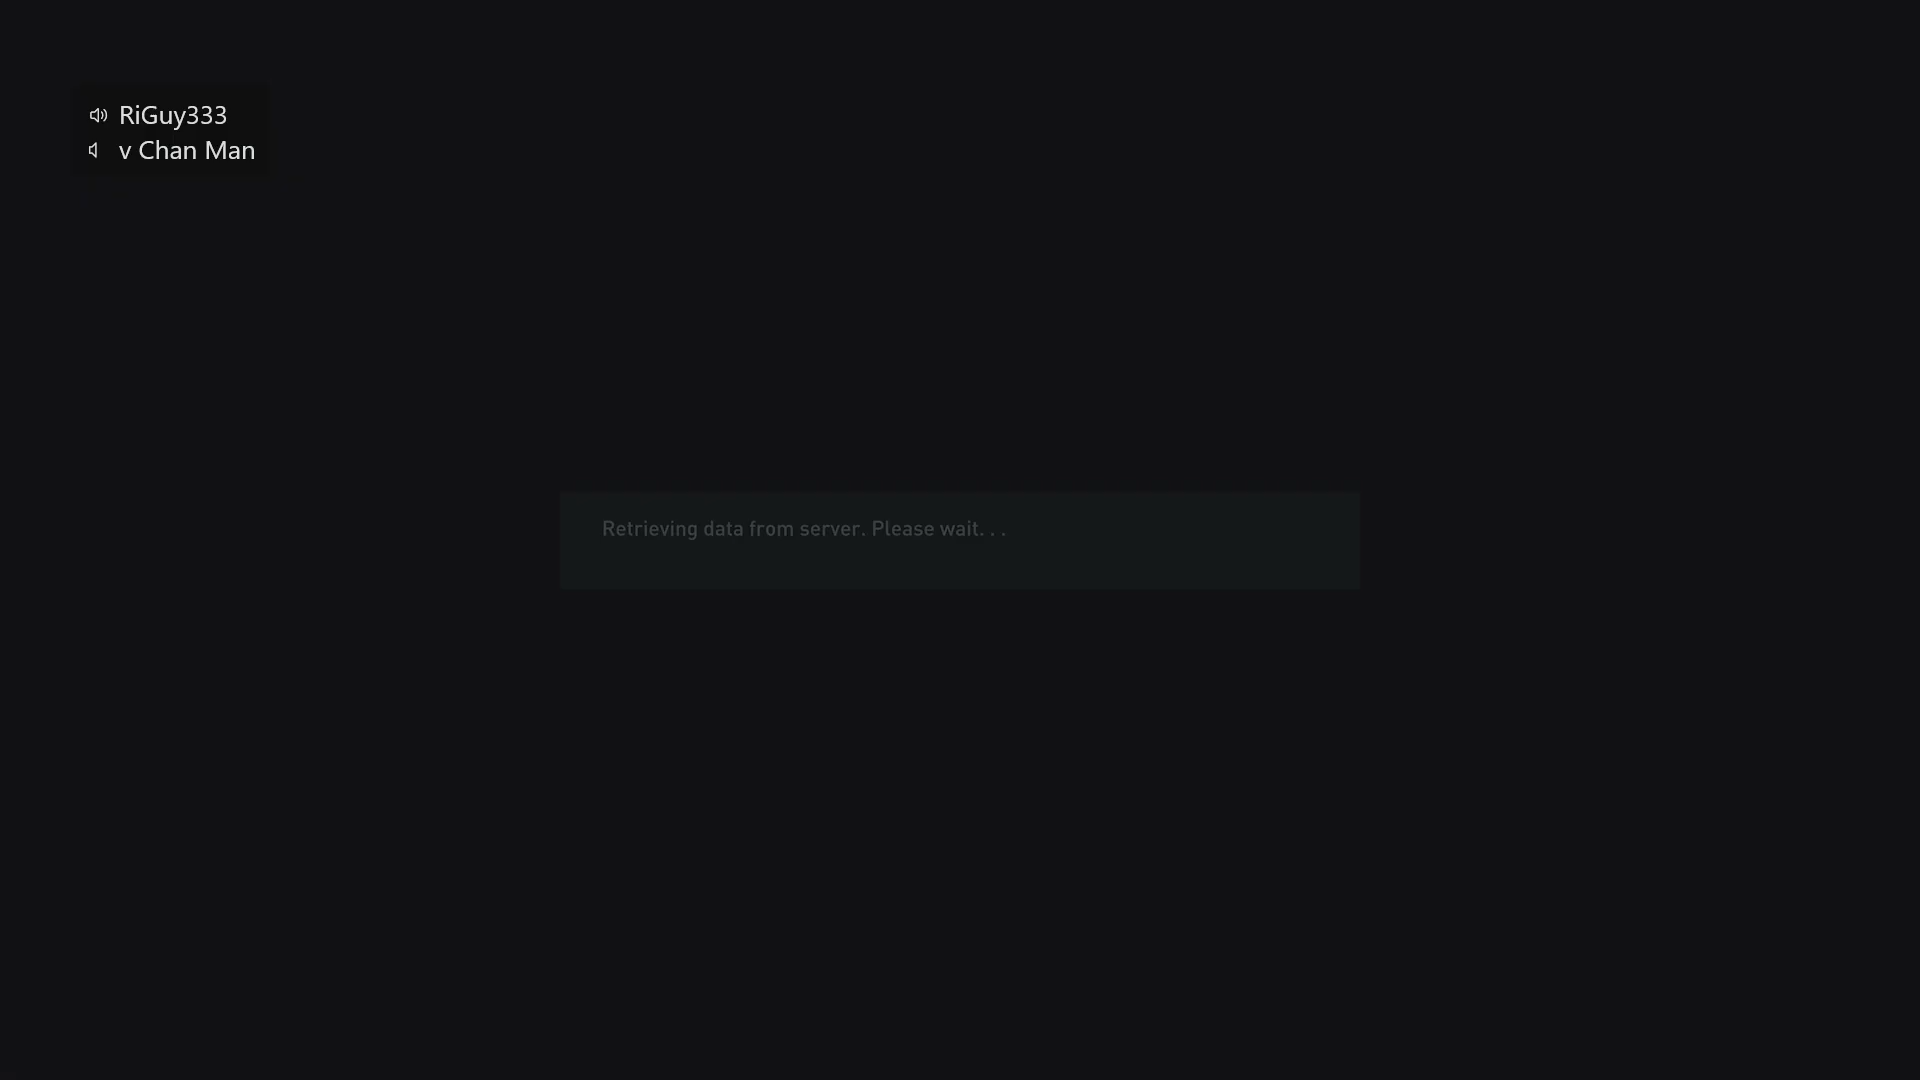 RiGuy333
v Chan Man
Retrieving data from server. Please wait. . .